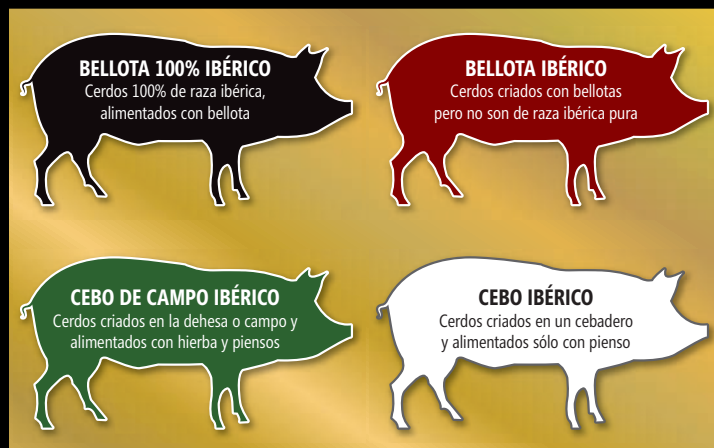 BELLOTA 100% IBÉRICO
Cerdos 100% de raza ibérica,
alimentados con bellota
BELLOTA IBÉRICO
Cerdos criados con bellotas
pero no son de raza ibérica pura
CEBO DE CAMPO IBÉRICO
Cerdos criados en la dehesa o campo y
alimentados con hierba y piensos
CEBO IBÉRICO
Cerdos criados en un cebadero
y alimentados sólo con pienso